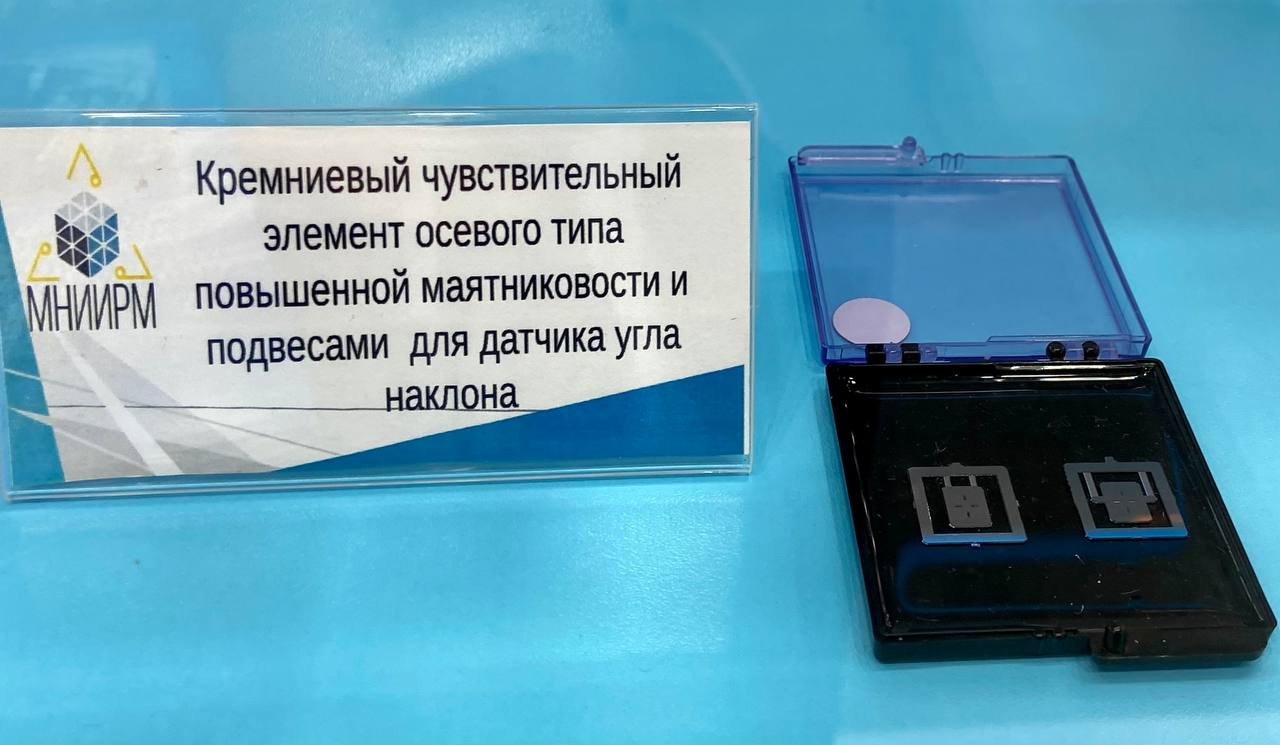 МНИИРМ
Кремниевый чувствительный
элемент осевого типа
повышенной маятниковости и
подвесами для датчика угла
наклона